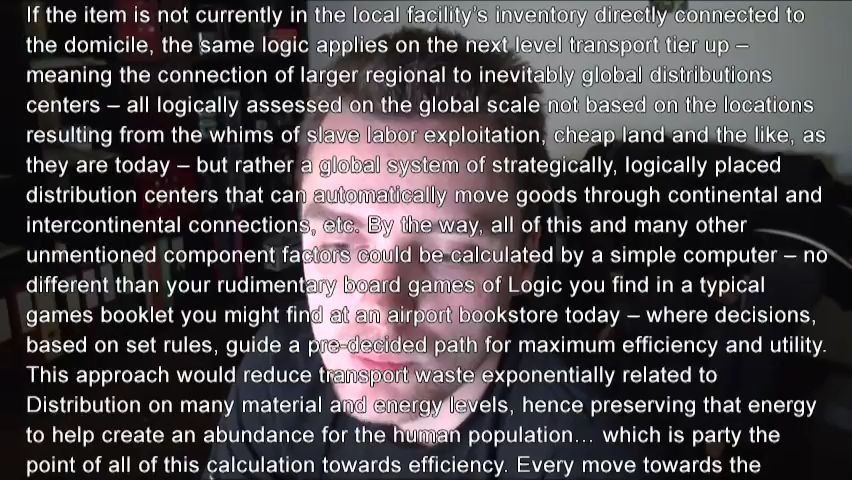 If the item is not currently in the local facility's inventory directly connected to
the domicile, the same logic applies on the next level transport tier up –
meaning the connection of larger regional to inevitably global distributions
centers – all logically assessed on the global scale not based on the locations
resulting from the whims of slave labor exploitation, cheap land and the like, as
they are today – but rather a global system of strategically, logically placed
distribution centers that can automatically move goods through continental and
intercontinental connections, etc. By the way, all of this and many other
unmentioned component factors could be calculated by a simple computer – no
different than your rudimentary board games of Logic you find in a typical
games booklet you might find at an airport bookstore today – where decisions,
based on set rules, guide a pre-decided path for maximum efficiency and utility.
This approach would reduce transport waste exponentially related to
Distribution on many material and energy levels, hence preserving that energy
to help create an abundance for the human population… which is party the
point of all of this calculation towards efficiency. Every move towards the